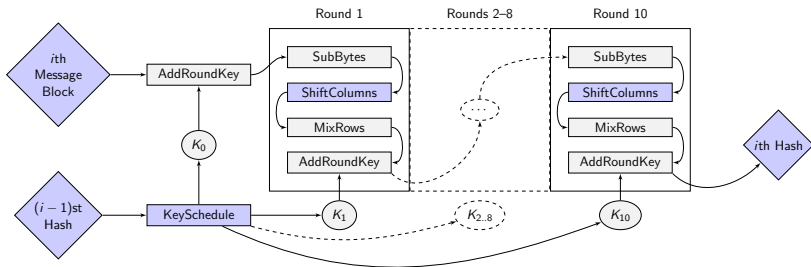 Round 1
Rounds 2–8
Round 10
ith
Message
Block
AddRoundKey
SubBytes
ShiftColumns
MixRows
AddRoundKey
...
SubBytes
ShiftColumns
MixRows
AddRoundKey
ith Hash
K0
(i − 1)st
Hash
KeySchedule
K1
K2..8
K10